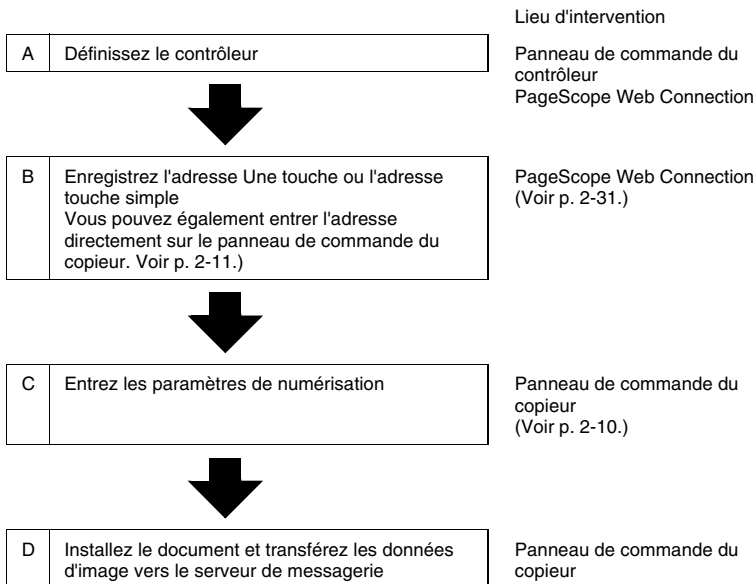 Lieu d'intervention
A Définissez le contrôleur
Panneau de commande du
contrôleur
PageScope Web Connection
B Enregistrez l'adresse Une touche ou l'adresse
touche simple
Vous pouvez également entrer l'adresse
directement sur le panneau de commande du
copieur. Voir p. 2-11.)
PageScope Web Connection
(Voir p. 2-31.)
C Entrez les paramètres de numérisation
Panneau de commande du
copieur
(Voir p. 2-10.)
D Installez le document et transférez les données
d'image vers le serveur de messagerie
Panneau de commande du
copieur